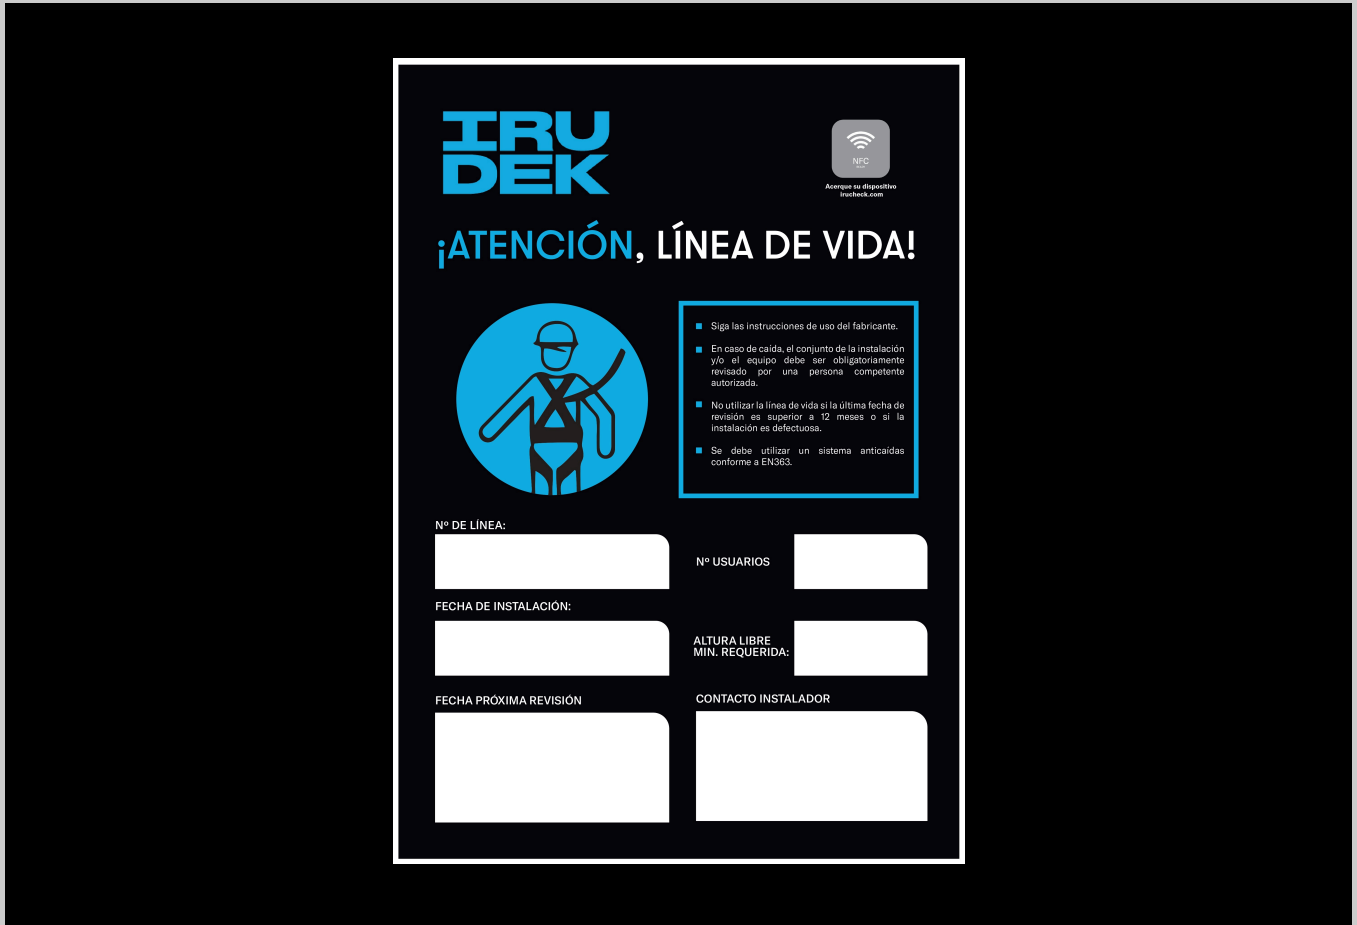 IRU
DEK
NFC
Acerque su dispositivo
irucheck.com
¡ATENCIÓN, LÍNEA DE VIDA!
Siga las instrucciones de uso del fabricante.
En caso de caída, el conjunto de la instalación
y/o el equipo debe ser obligatoriamente
revisado por una persona competente
autorizada.
No utilizar la línea de vida si la última fecha de
revisión es superior a 12 meses o si la
instalación es defectuosa.
Se debe utilizar un sistema anticaídas
conforme a EN363.
Nº DE LÍNEA:
Nº USUARIOS
FECHA DE INSTALACIÓN:
ALTURA LIBRE
MIN. REQUERIDA:
FECHA PRÓXIMA REVISIÓN
CONTACTO INSTALADOR